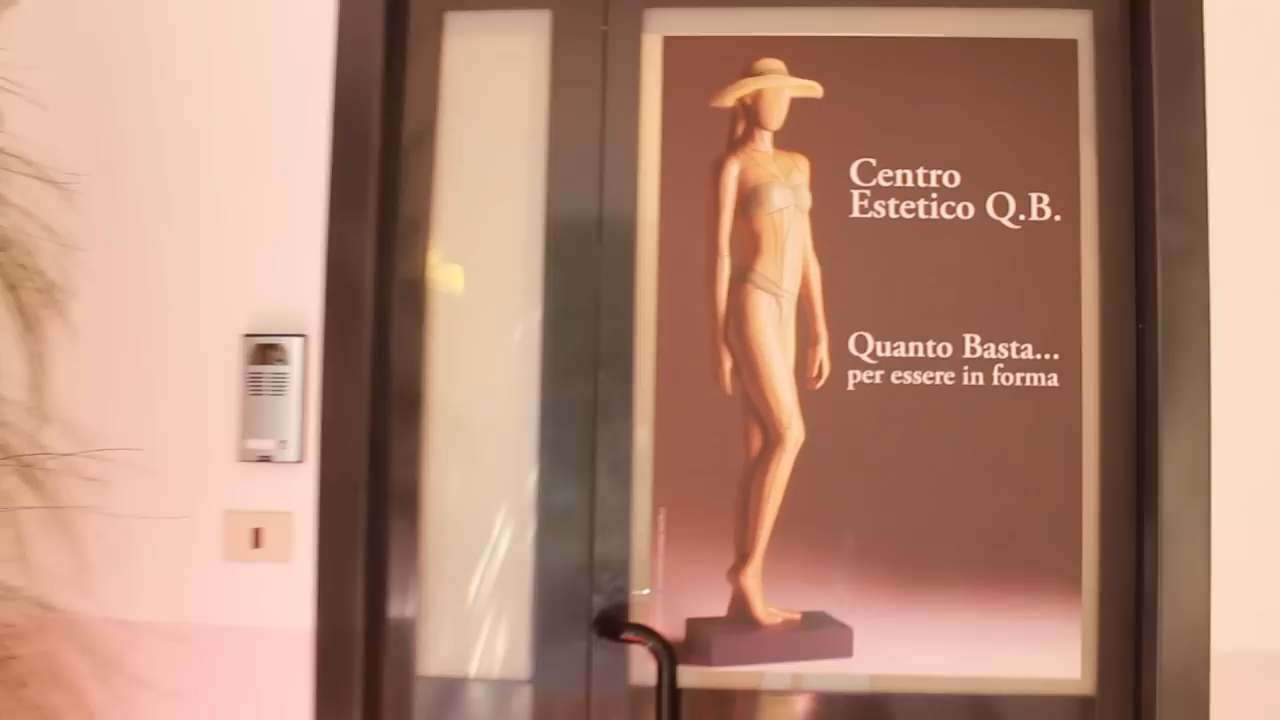 Centro
Estetico Q.B.
Quanto Basta...
per essere in forma